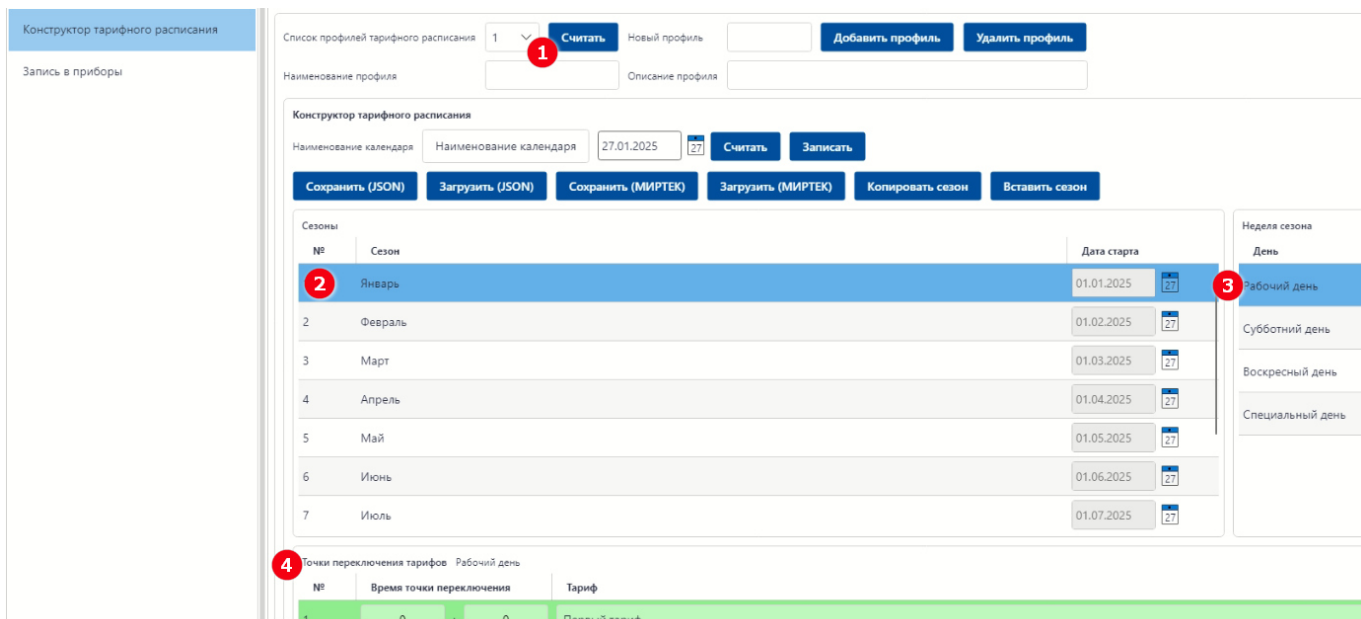 Конструктор тарифного расписания
Запись в приборы
Список профилей тарифного расписания 1 Считать Новый профиль Добавить профиль Удалить профиль
1
Наименование профиля Описание профиля
Конструктор тарифного расписания
Наименование календаря Наименование календаря 27.01.2025 27 Считать Записать
Сохранить (JSON) Загрузить (JSON) Сохранить (МИРТЕК) Загрузить (МИРТЕК) Копировать сезон Вставить сезон
Сезоны
№ Сезон Дата старта
2 Январь 01.01.2025 27
2 Февраль 01.02.2025 27
3 Март 01.03.2025 27
4 Апрель 01.04.2025 27
5 Май 01.05.2025 27
6 Июнь 01.06.2025 27
7 Июль 01.07.2025 27
Неделя сезона
День
3 Рабочий день
Субботний день
Воскресный день
Специальный день
4 Точки переключения тарифов Рабочий день
№ Время точки переключения Тариф
1 0 : 0 Первый тариф